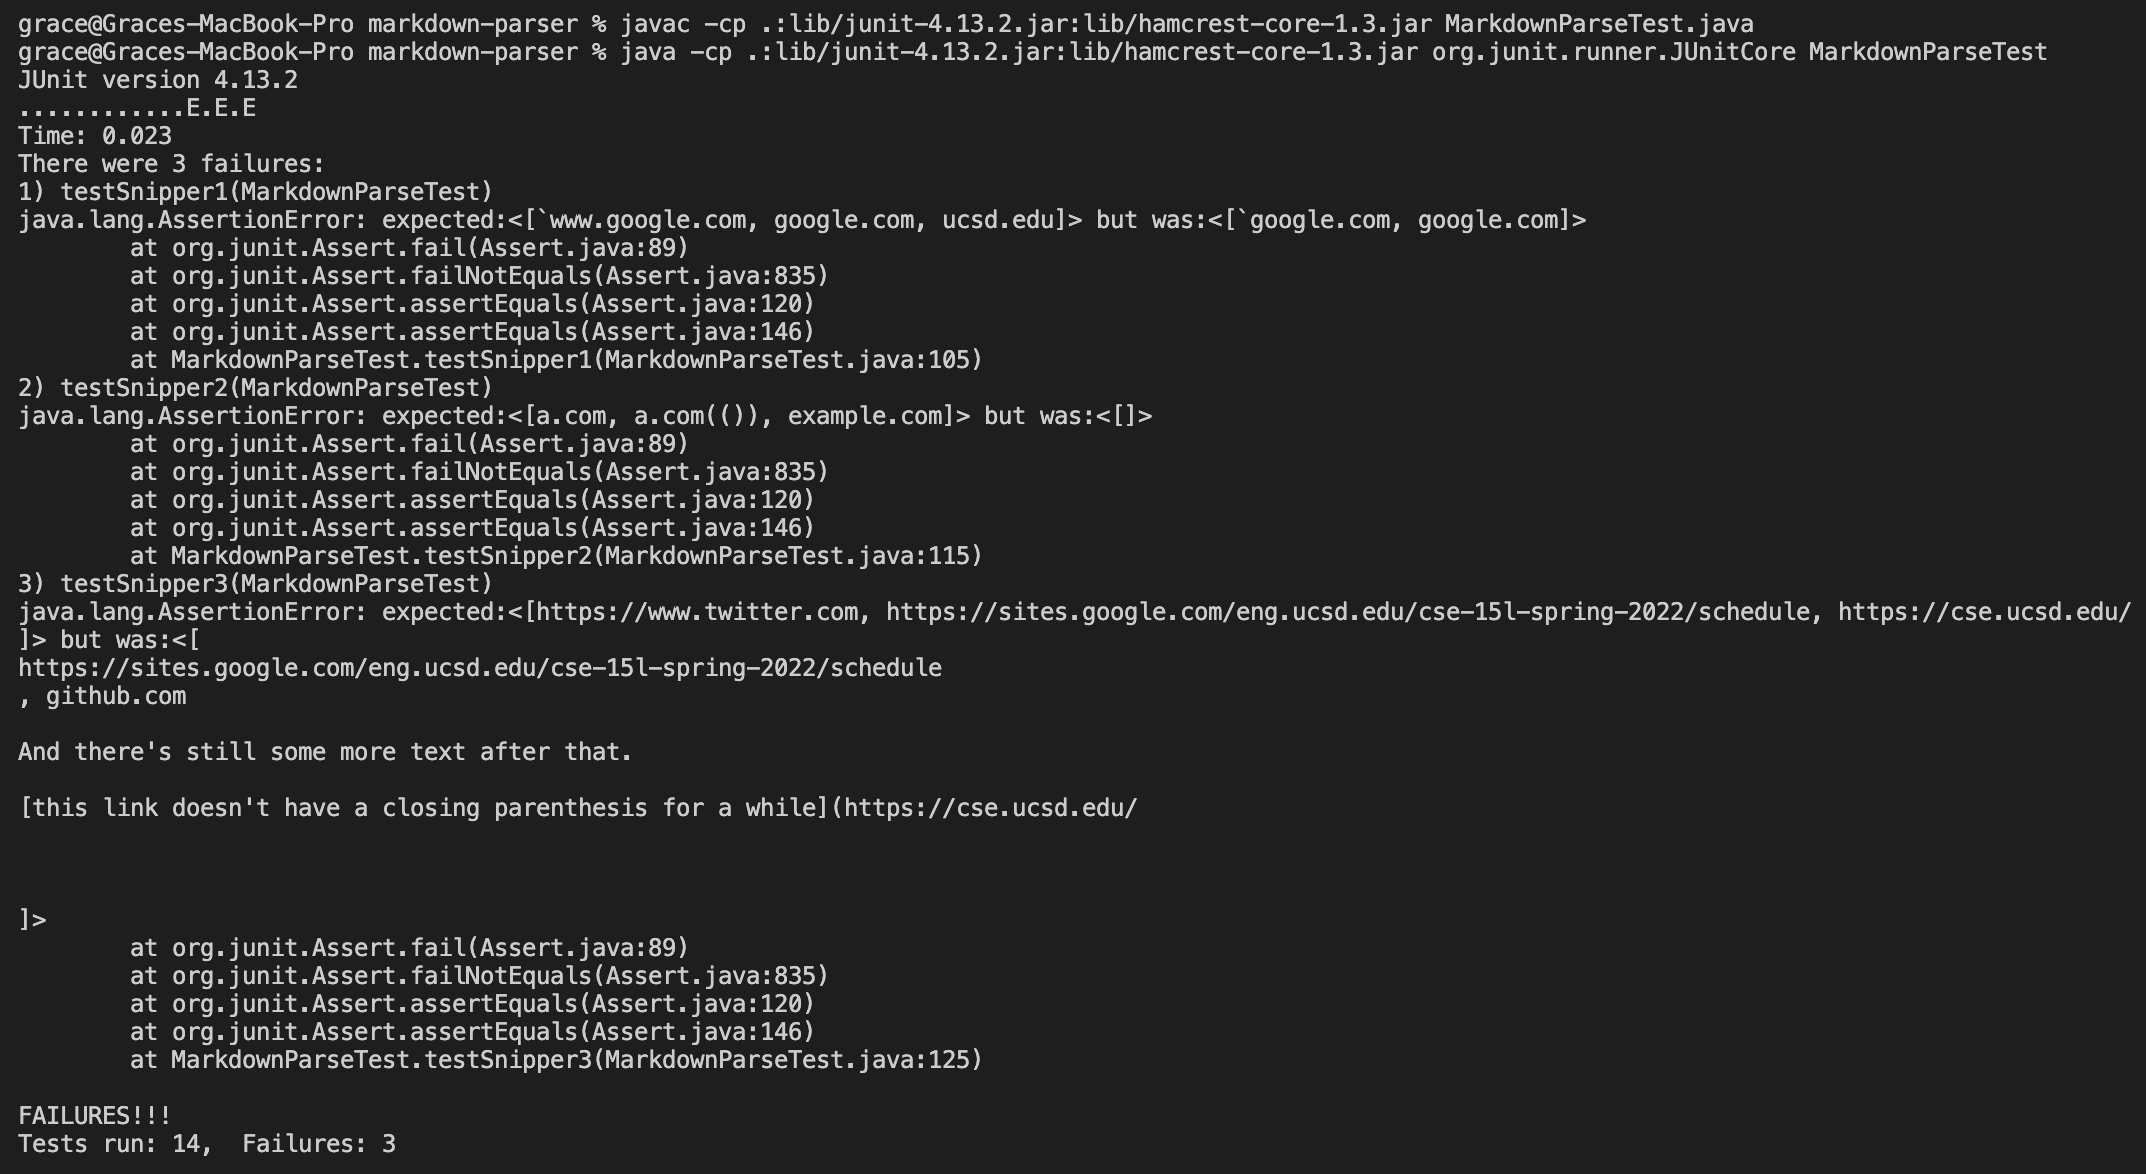 grace@Graces-MacBook-Pro markdown-parser % javac -cp .:lib/junit-4.13.2.jar:lib/hamcrest-core-1.3.jar MarkdownParseTest.java
grace@Graces-MacBook-Pro markdown-parser % java -cp .:lib/junit-4.13.2.jar:lib/hamcrest-core-1.3.jar org.junit.runner.JUnitCore MarkdownParseTest
JUnit version 4.13.2
............E.E.E
Time: 0.023
There were 3 failures:
1) testSnipper1(MarkdownParseTest)
java.lang.AssertionError: expected:<[`www.google.com, google.com, ucsd.edu]> but was:<[`google.com, google.com]>
        at org.junit.Assert.fail(Assert.java:89)
        at org.junit.Assert.failNotEquals(Assert.java:835)
        at org.junit.Assert.assertEquals(Assert.java:120)
        at org.junit.Assert.assertEquals(Assert.java:146)
        at MarkdownParseTest.testSnipper1(MarkdownParseTest.java:105)
2) testSnipper2(MarkdownParseTest)
java.lang.AssertionError: expected:<[a.com, a.com(()), example.com]> but was:<[]>
        at org.junit.Assert.fail(Assert.java:89)
        at org.junit.Assert.failNotEquals(Assert.java:835)
        at org.junit.Assert.assertEquals(Assert.java:120)
        at org.junit.Assert.assertEquals(Assert.java:146)
        at MarkdownParseTest.testSnipper2(MarkdownParseTest.java:115)
3) testSnipper3(MarkdownParseTest)
java.lang.AssertionError: expected:<[https://www.twitter.com, https://sites.google.com/eng.ucsd.edu/cse-15l-spring-2022/schedule, https://cse.ucsd.edu/
]> but was:<[
https://sites.google.com/eng.ucsd.edu/cse-15l-spring-2022/schedule
, github.com

And there's still some more text after that.

[this link doesn't have a closing parenthesis for a while](https://cse.ucsd.edu/



]>
        at org.junit.Assert.fail(Assert.java:89)
        at org.junit.Assert.failNotEquals(Assert.java:835)
        at org.junit.Assert.assertEquals(Assert.java:120)
        at org.junit.Assert.assertEquals(Assert.java:146)
        at MarkdownParseTest.testSnipper3(MarkdownParseTest.java:125)

FAILURES!!!
Tests run: 14,  Failures: 3